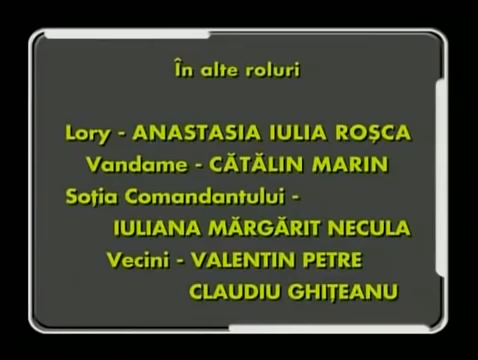 În alte roluri
Lory - ANASTASIA IULIA ROȘCA
Vandame - CĂTĂLIN MARIN
Soția Comandantului -
IULIANA MĂRGĂRIT NECULA
Vecini - VALENTIN PETRE
CLAUDIU GHIȚEANU